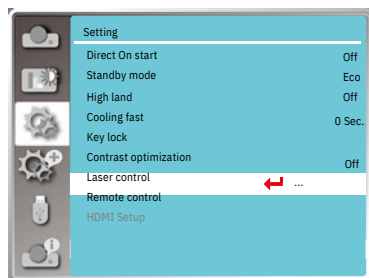 Setting
Direct On start Off
Standby mode Eco
High land Off
Cooling fast 0 Sec.
Key lock
Contrast optimization Off
Laser control ...
Remote control
HDMI Setup